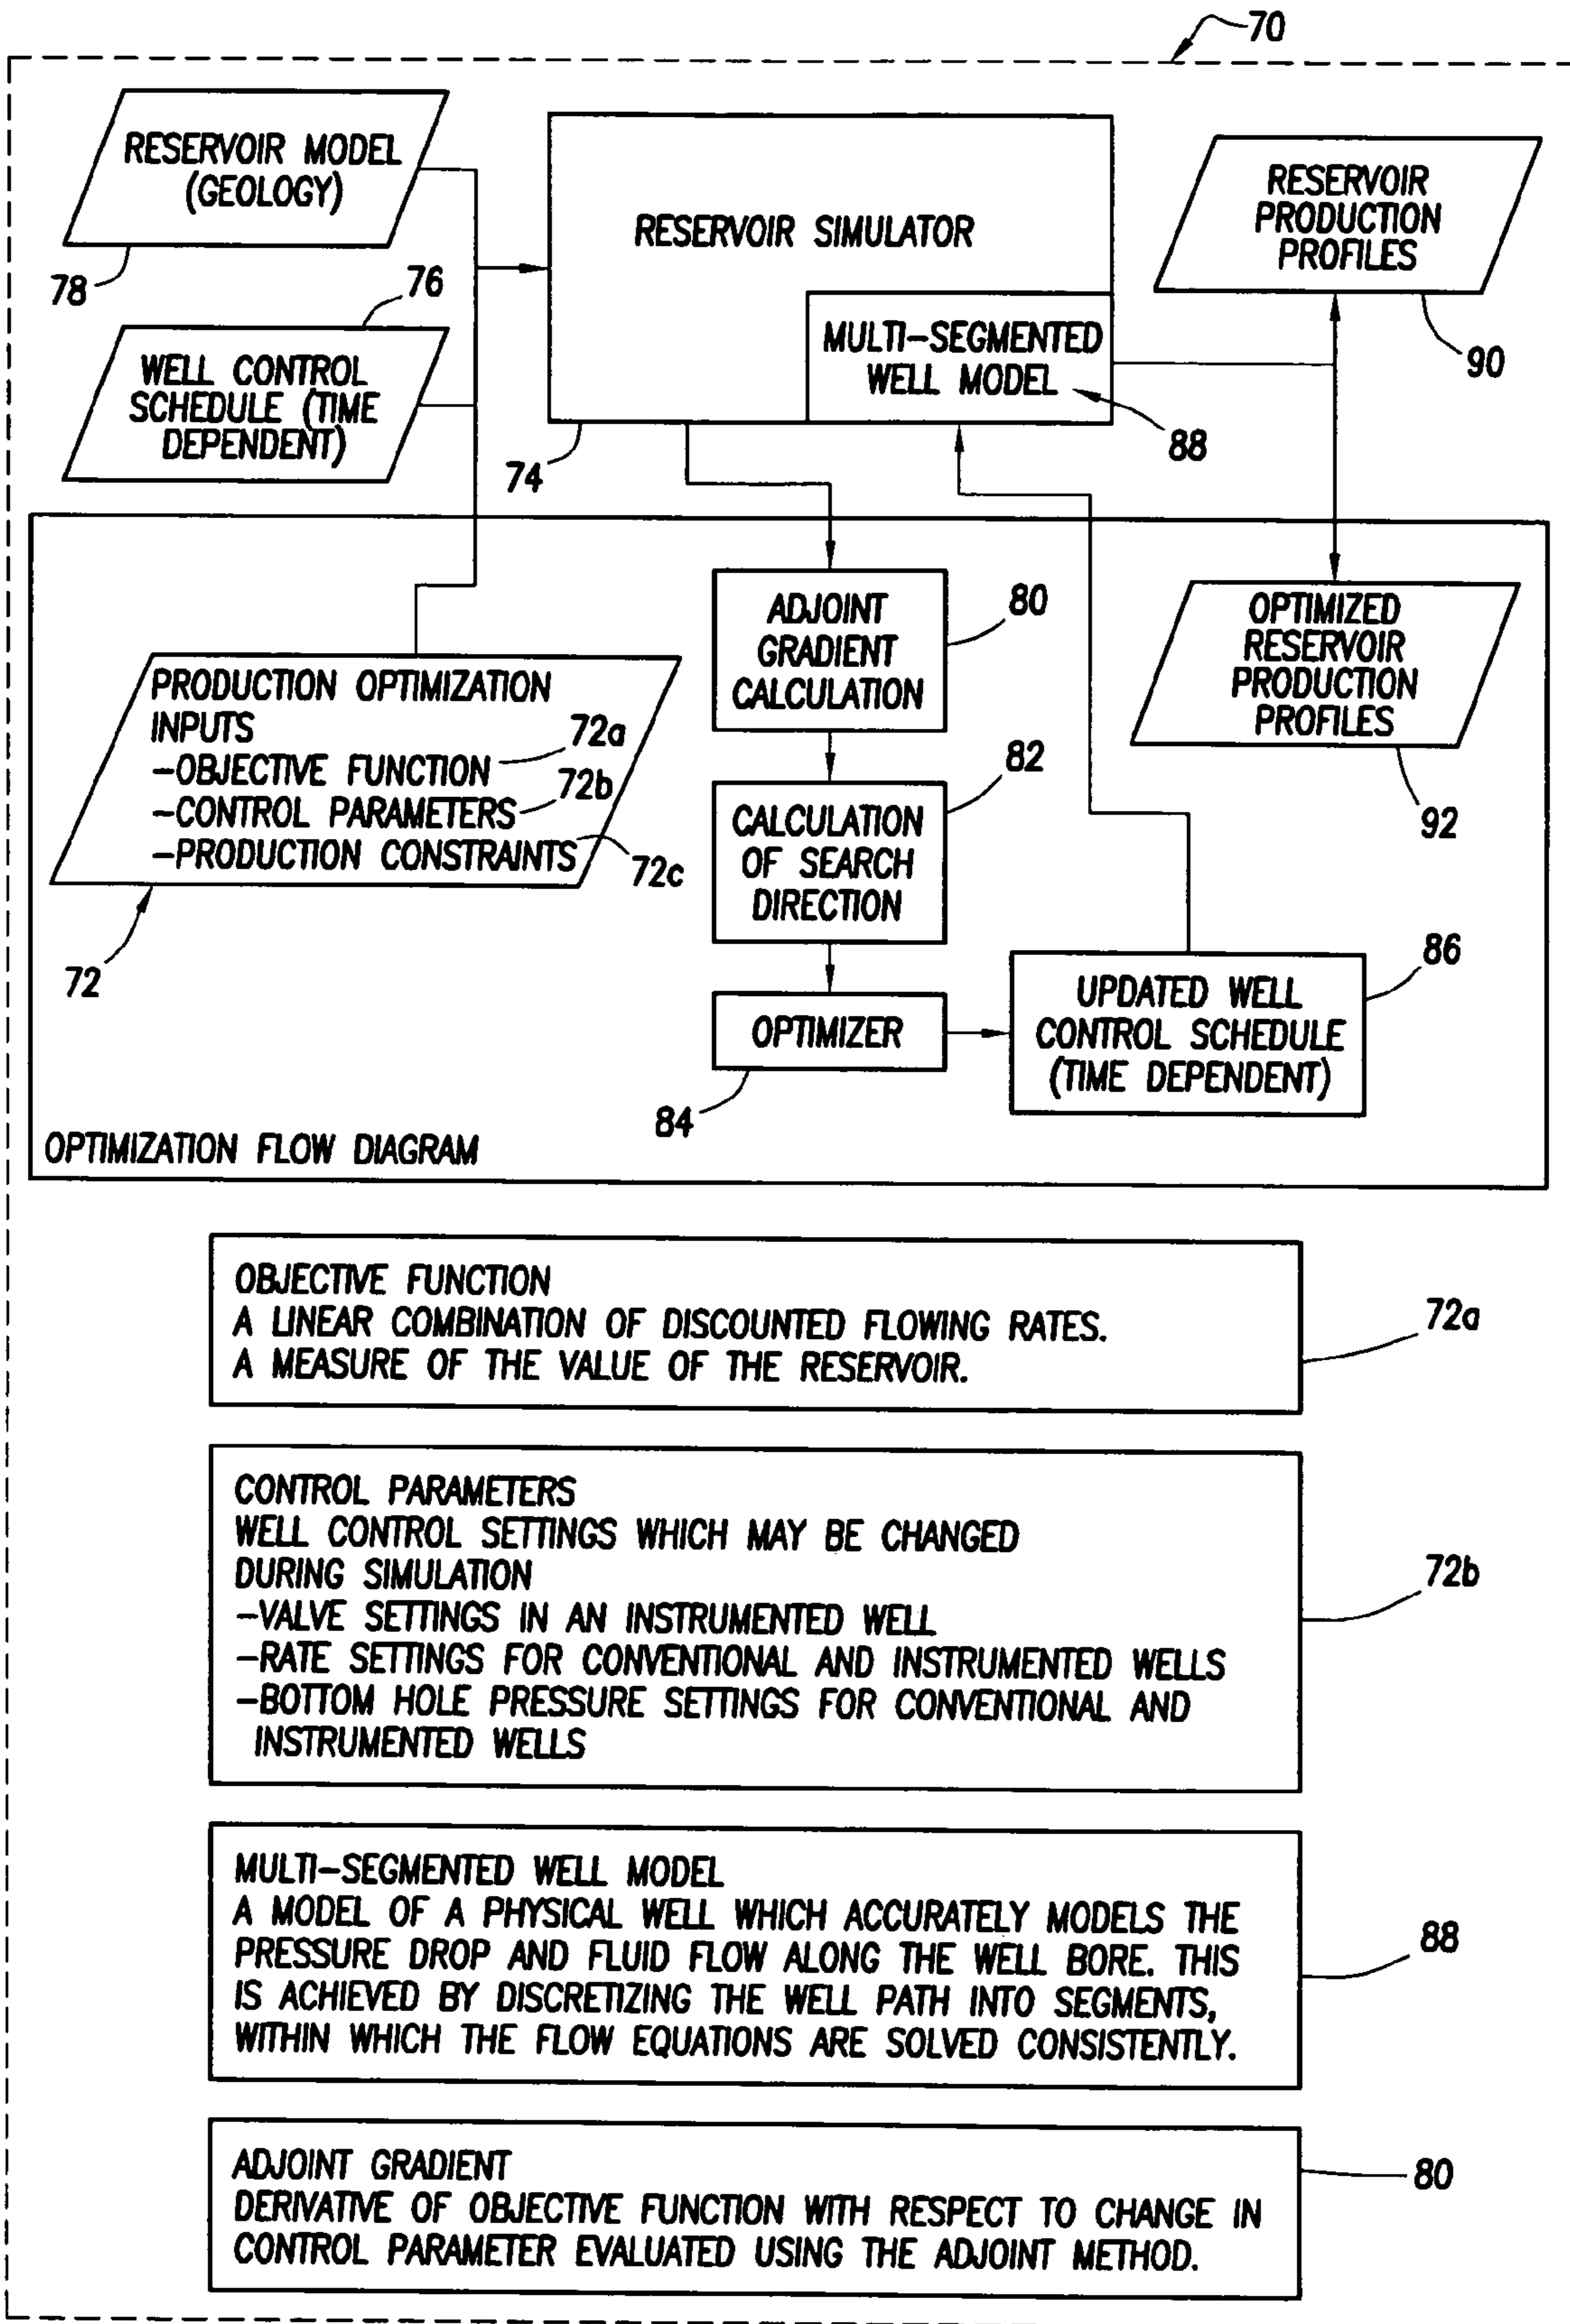 70
RESERVOIR MODEL
(GEOLOGY)
78
76
WELL CONTROL
SCHEDULE (TIME
DEPENDENT)
RESERVOIR SIMULATOR
MULTI-SEGMENTED
WELL MODEL
88
74
RESERVOIR
PRODUCTION
PROFILES
90
PRODUCTION OPTIMIZATION
INPUTS
-OBJECTIVE FUNCTION
72a
-CONTROL PARAMETERS
72b
-PRODUCTION CONSTRAINTS
72c
72
ADJOINT
GRADIENT
CALCULATION
80
CALCULATION
OF SEARCH
DIRECTION
82
OPTIMIZER
84
UPDATED WELL
CONTROL SCHEDULE
(TIME DEPENDENT)
86
OPTIMIZED
RESERVOIR
PRODUCTION
PROFILES
92
OPTIMIZATION FLOW DIAGRAM
OBJECTIVE FUNCTION
A LINEAR COMBINATION OF DISCOUNTED FLOWING RATES.
A MEASURE OF THE VALUE OF THE RESERVOIR.
72a
CONTROL PARAMETERS
WELL CONTROL SETTINGS WHICH MAY BE CHANGED
DURING SIMULATION
-VALVE SETTINGS IN AN INSTRUMENTED WELL
-RATE SETTINGS FOR CONVENTIONAL AND INSTRUMENTED WELLS
-BOTTOM HOLE PRESSURE SETTINGS FOR CONVENTIONAL AND
INSTRUMENTED WELLS
72b
MULTI-SEGMENTED WELL MODEL
A MODEL OF A PHYSICAL WELL WHICH ACCURATELY MODELS THE
PRESSURE DROP AND FLUID FLOW ALONG THE WELL BORE. THIS
IS ACHIEVED BY DISCRETIZING THE WELL PATH INTO SEGMENTS,
WITHIN WHICH THE FLOW EQUATIONS ARE SOLVED CONSISTENTLY.
88
ADJOINT GRADIENT
DERIVATIVE OF OBJECTIVE FUNCTION WITH RESPECT TO CHANGE IN
CONTROL PARAMETER EVALUATED USING THE ADJOINT METHOD.
80